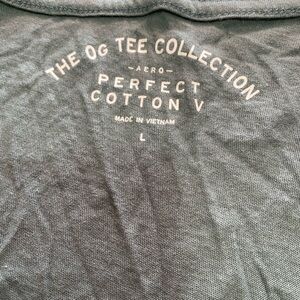 THE OG TEE COLLECTION
-AERO-
PERFECT
COTTON V
MADE IN VIETNAM
L